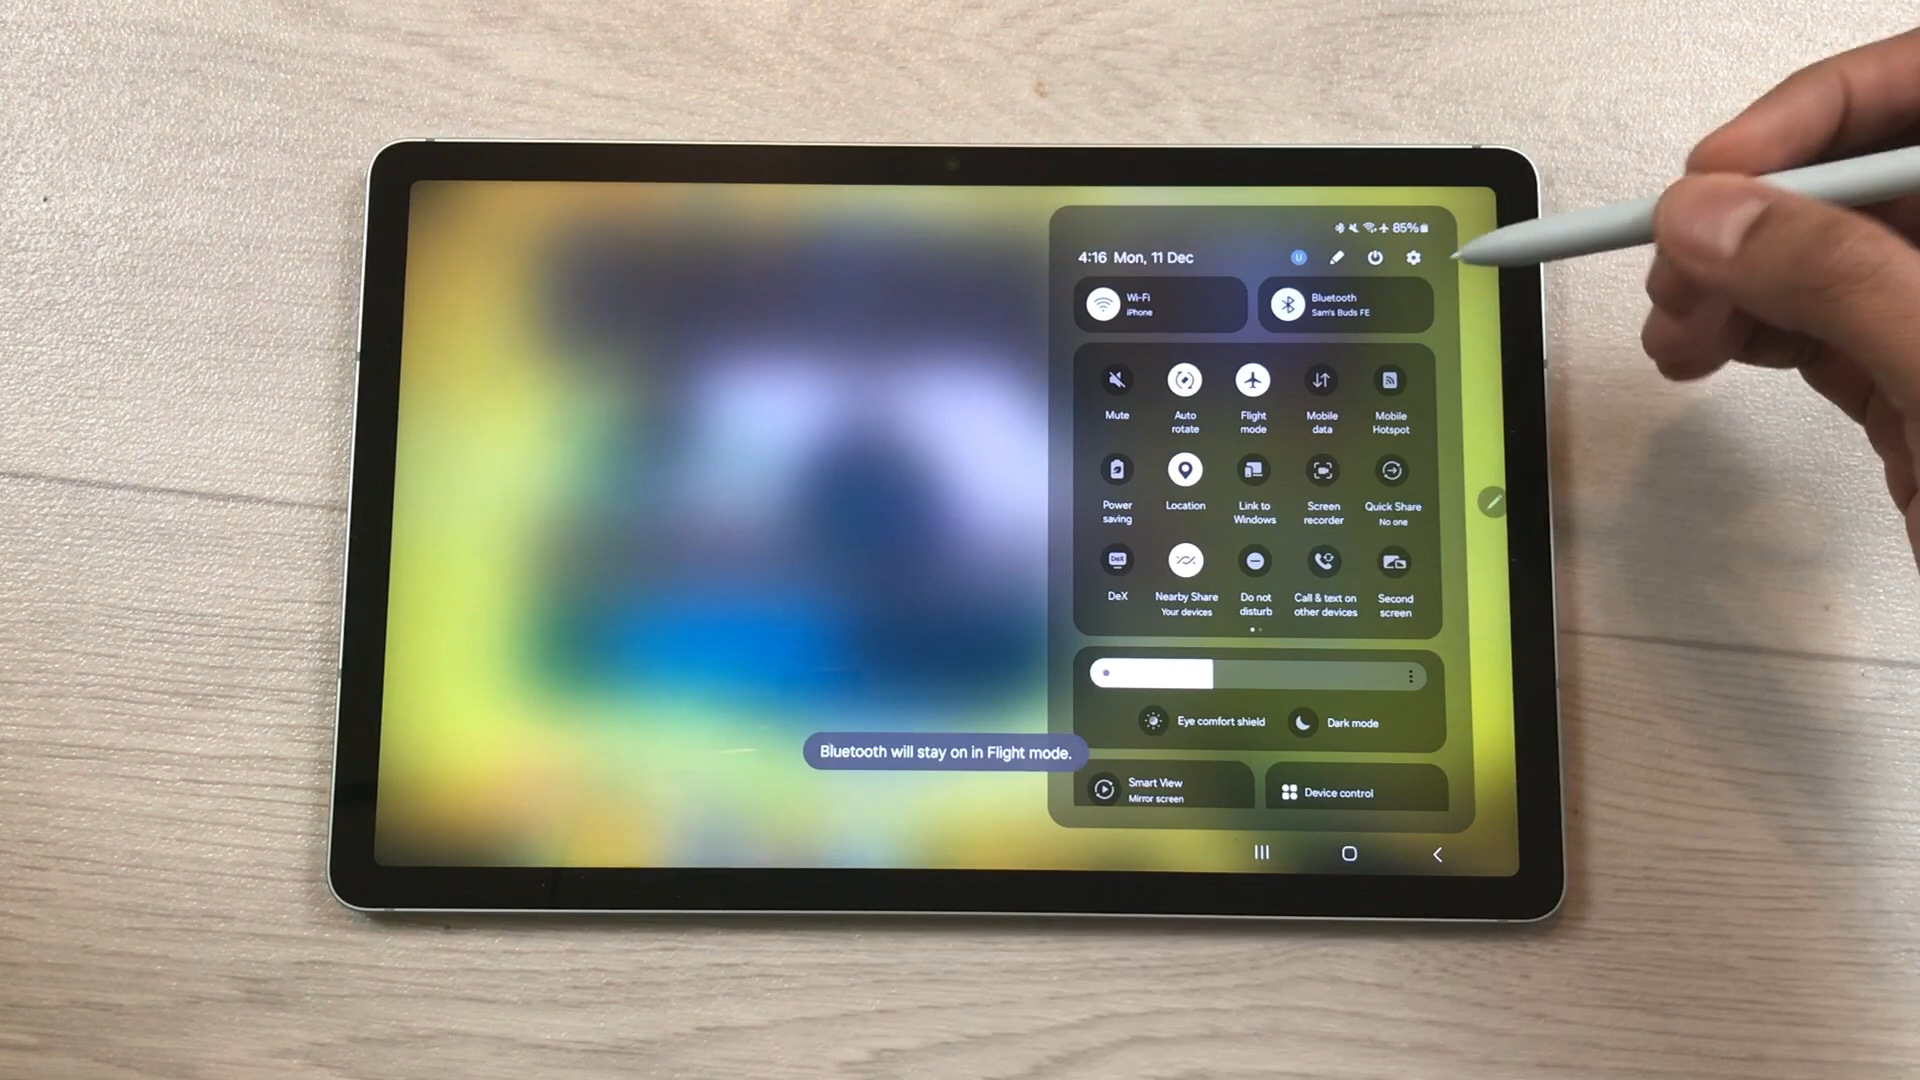 85%
4:16 Mon, 11 Dec
U
Wi-Fi
iPhone
Bluetooth
Sam's Buds FE
Mute
Auto
rotate
Flight
mode
Mobile
data
Mobile
Hotspot
Power
saving
Location
Link to
Windows
Screen
recorder
Quick Share
No one
DeX
DeX
Nearby Share
Your devices
Do not
disturb
Call & text on
other devices
Second
screen
Eye comfort shield
Dark mode
Bluetooth will stay on in Flight mode.
Smart View
Mirror screen
Device control